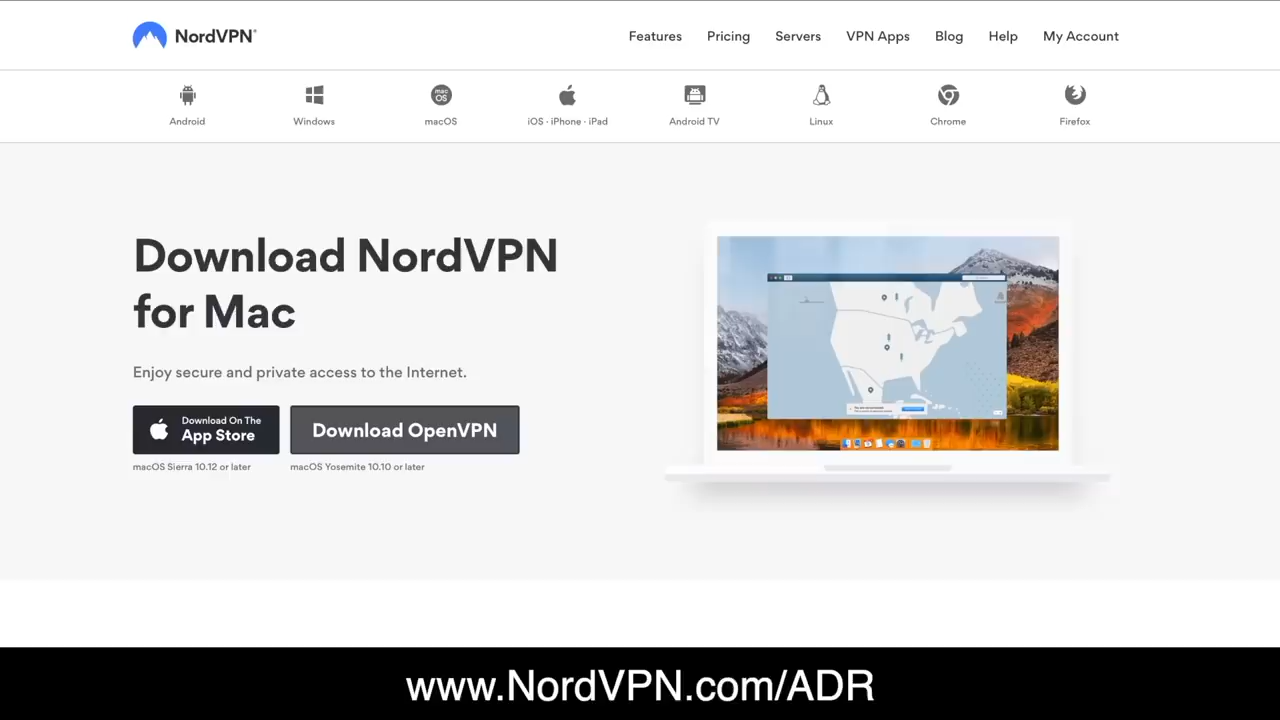 NordVPN®
Features Pricing Servers VPN Apps Blog Help My Account
mac OS
Android Windows macOS iOS · iPhone · iPad Android TV Linux Chrome Firefox
Download NordVPN
for Mac
Enjoy secure and private access to the Internet.
Download On The
App Store
Download OpenVPN
macOS Sierra 10.12 or later macOS Yosemite 10.10 or later
www.NordVPN.com/ADR